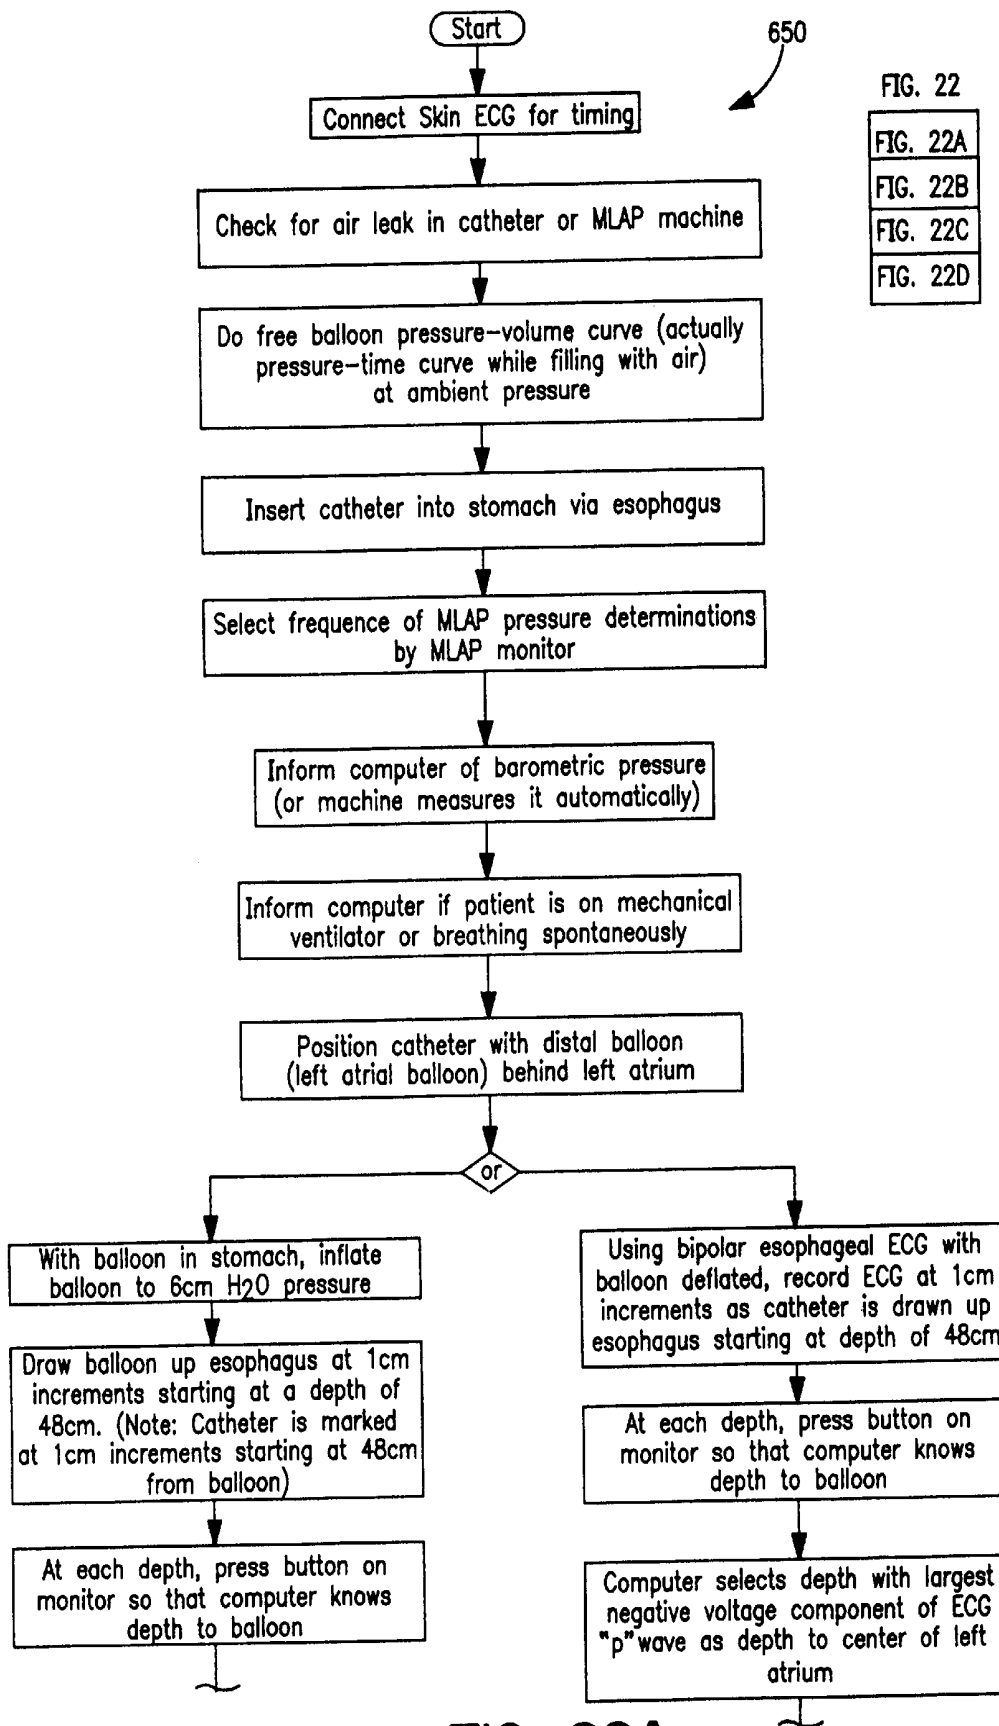 Start
650
FIG. 22
FIG. 22A
FIG. 22B
FIG. 22C
FIG. 22D
Connect Skin ECG for timing
Check for air leak in catheter or MLAP machine
Do free balloon pressure-volume curve (actually
pressure-time curve while filling with air)
at ambient pressure
Insert catheter into stomach via esophagus
Select frequence of MLAP pressure determinations
by MLAP monitor
Inform computer of barometric pressure
(or machine measures it automatically)
Inform computer if patient is on mechanical
ventilator or breathing spontaneously
Position catheter with distal balloon
(left atrial balloon) behind left atrium
or
With balloon in stomach, inflate
balloon to 6cm H2O pressure
Draw balloon up esophagus at 1cm
increments starting at a depth of
48cm. (Note: Catheter is marked
at 1cm increments starting at 48cm
from balloon)
At each depth, press button on
monitor so that computer knows
depth to balloon
Using bipolar esophageal ECG with
balloon deflated, record ECG at 1cm
increments as catheter is drawn up
esophagus starting at depth of 48cm
At each depth, press button on
monitor so that computer knows
depth to balloon
Computer selects depth with largest
negative voltage component of ECG
"p" wave as depth to center of left
atrium